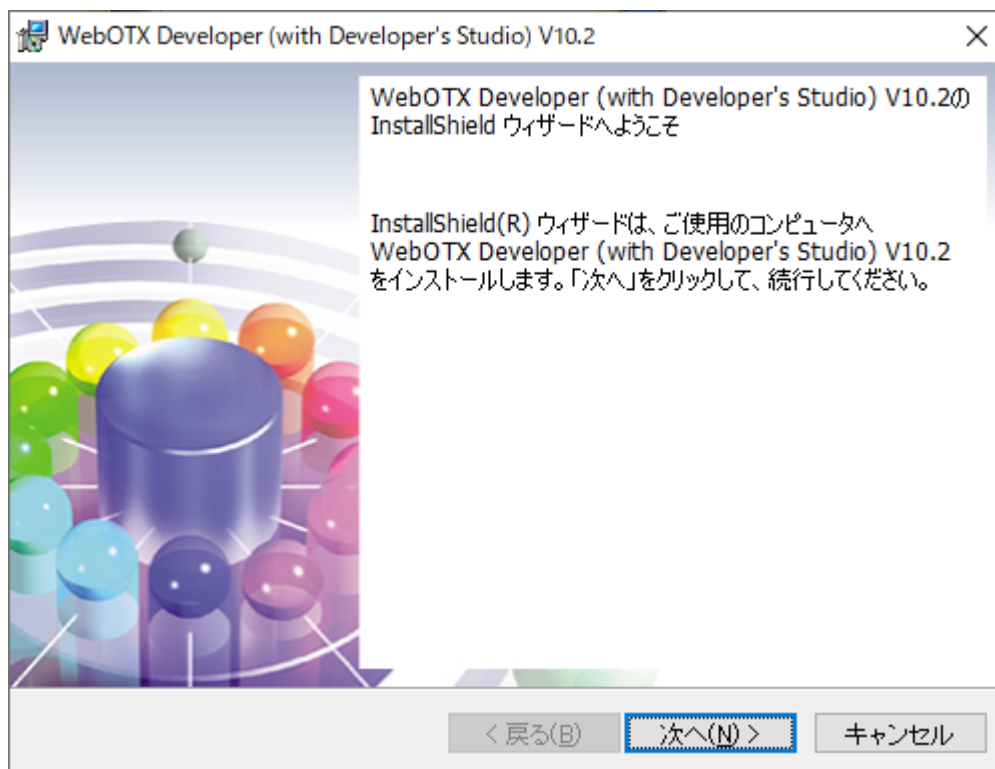 WebOTX Developer (with Developer's Studio) V10.2
WebOTX Developer (with Developer's Studio) V10.2の
InstallShield ウィザードへようこそ
InstallShield(R) ウィザードは、ご使用のコンピュータへ
WebOTX Developer (with Developer's Studio) V10.2
をインストールします。「次へ」をクリックして、続行してください。
< 戻る(B)
次へ(N) >
キャンセル